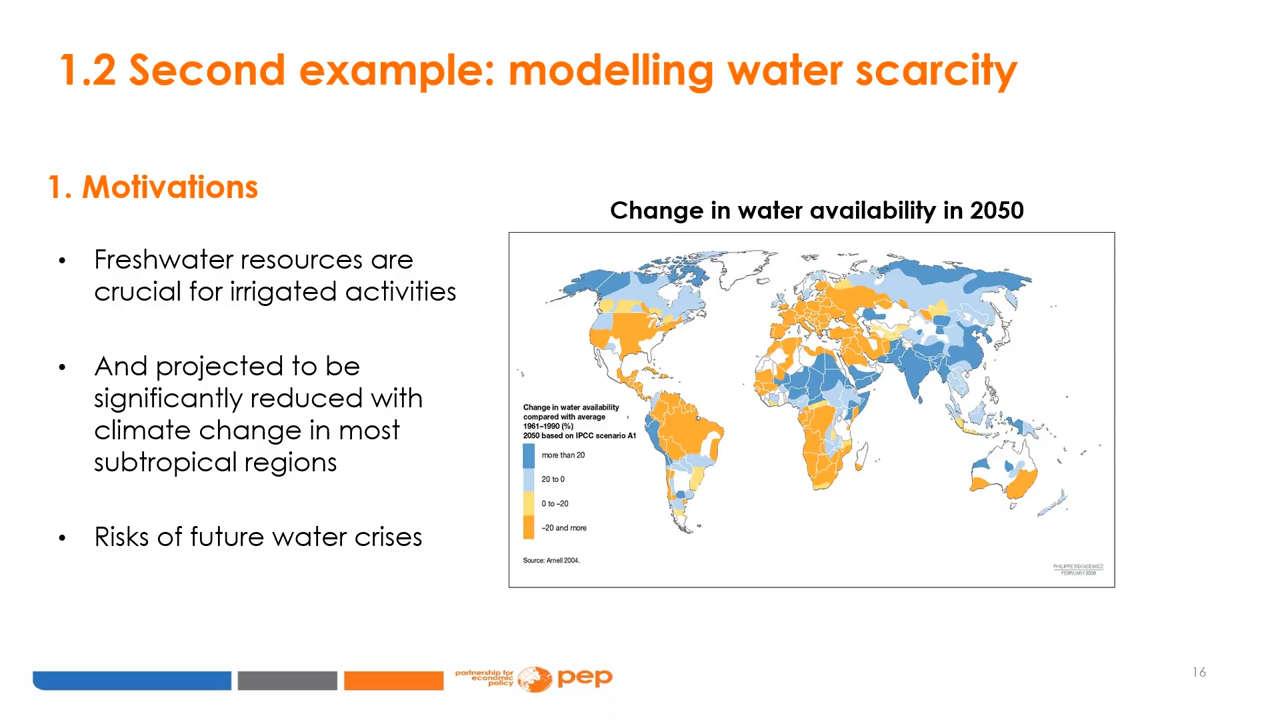 1.2 Second example: modelling water scarcity
1. Motivations
• Freshwater resources are
crucial for irrigated activities
• And projected to be
significantly reduced with
climate change in most
subtropical regions
• Risks of future water crises
Change in water availability in 2050
Change in water availability
compared with average
1961–1990 (%)
2050 based on IPCC scenario A1
more than 20
20 to 0
0 to –20
–20 and more
Source: Arnell 2004.
PHILIPPE REKACEWICZ
FEBRUARY 2006
partnership for
economic
policy
pep
16